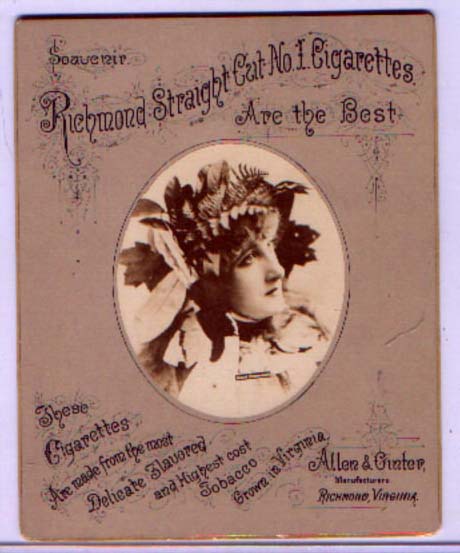 Souvenir.
Richmond Straight Cut No. 1. Cigarettes.
Are the Best
These
Cigarettes
Are made from the most
Delicate Flavored
and Highest cost
Tobacco
Grown in Virginia.
Allen & Ginter,
Manufacturers
Richmond, Virginia.